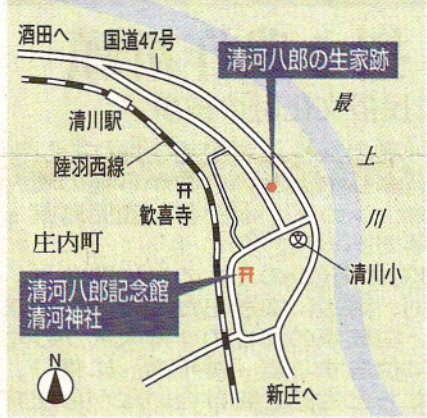 酒田へ
国道47号
清河八郎の生家跡
最上川
清川駅
陸羽西線
歓喜寺
庄内町
文
清川小
清河八郎記念館
清河神社
N
新庄へ